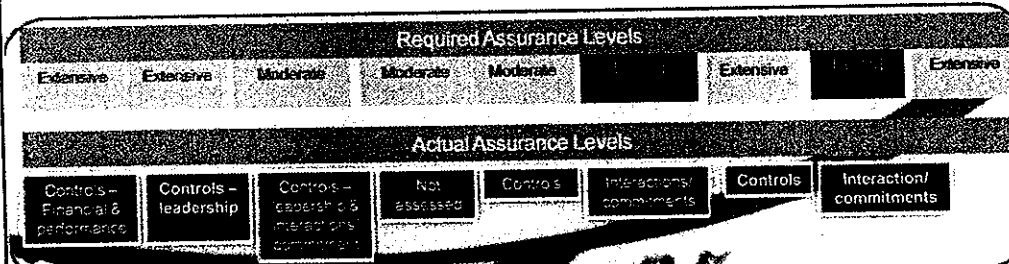 Required Assurance Levels
Extensive Extensive Moderate Moderate Moderate Extensive Extensive
Actual Assurance Levels
Controls – Financial & performance
Controls – leadership
Controls – leadership & interactions/ commitment
Not assessed
Controls
Interactions/ commitments
Controls
Interaction/ commitments